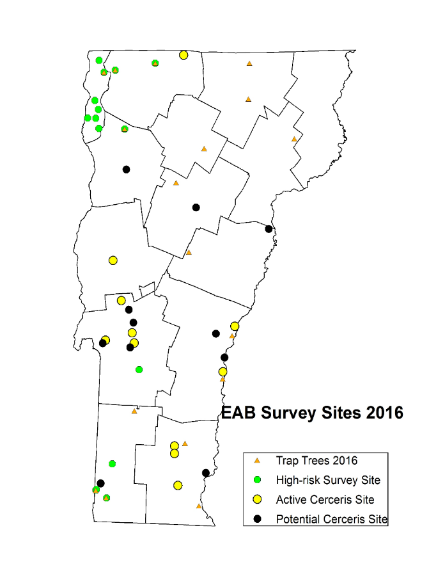 EAB Survey Sites 2016
Trap Trees 2016
High-risk Survey Site
Active Cerceris Site
Potential Cerceris Site